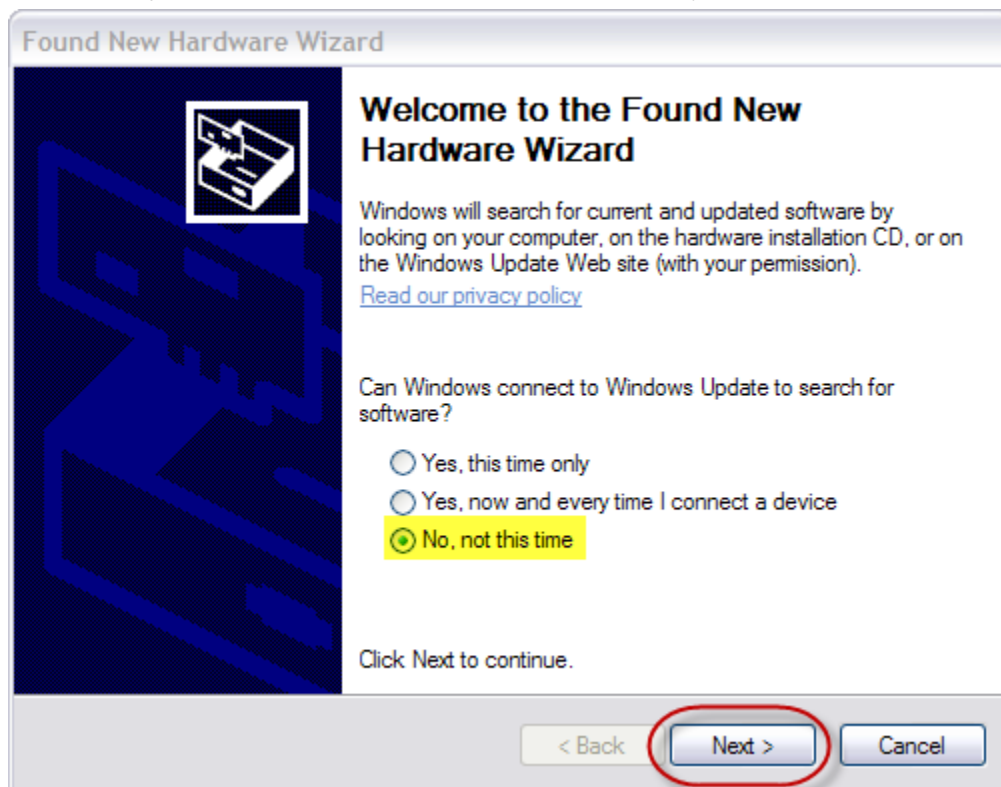 Found New Hardware Wizard
Welcome to the Found New
Hardware Wizard
Windows will search for current and updated software by
looking on your computer, on the hardware installation CD, or on
the Windows Update Web site (with your permission).
Read our privacy policy
Can Windows connect to Windows Update to search for
software?
Yes, this time only
Yes, now and every time I connect a device
No, not this time
Click Next to continue.
< Back
Next >
Cancel